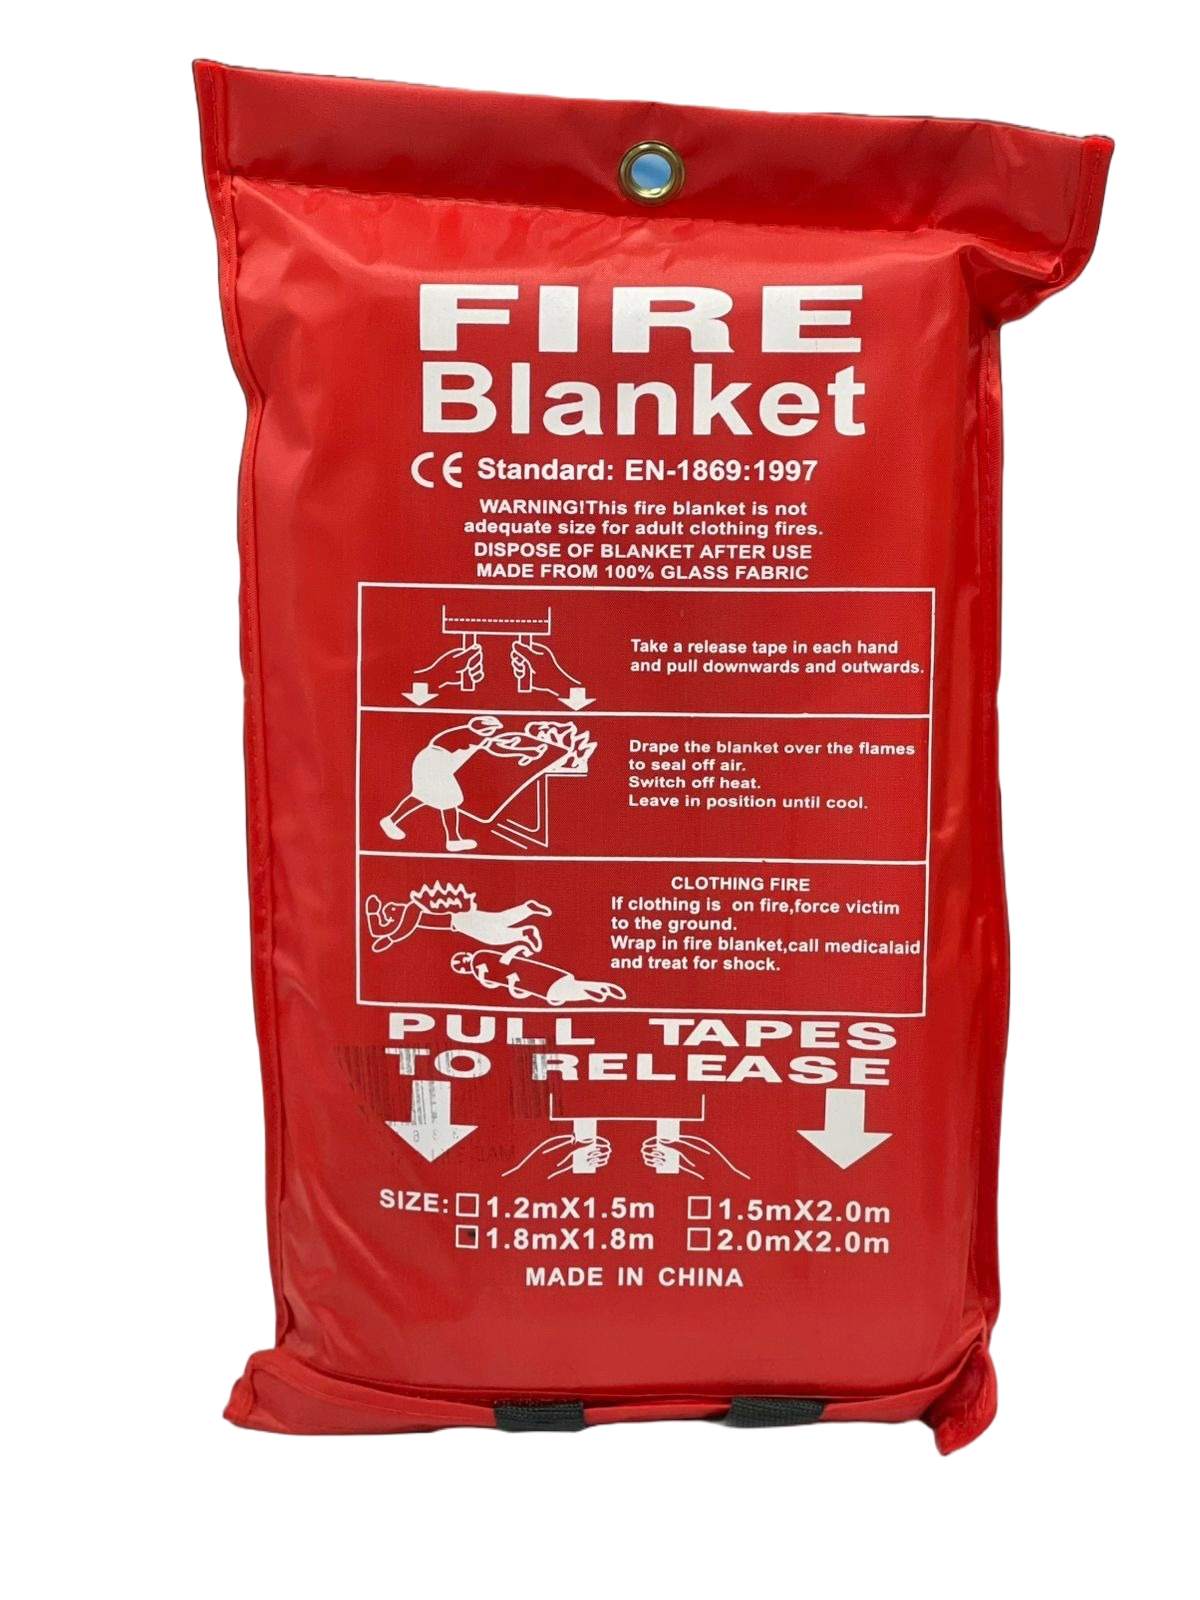 FIRE
Blanket
CE Standard: EN-1869:1997
WARNING!This fire blanket is not
adequate size for adult clothing fires.
DISPOSE OF BLANKET AFTER USE
MADE FROM 100% GLASS FABRIC
Take a release tape in each hand
and pull downwards and outwards.
Drape the blanket over the flames
to seal off air.
Switch off heat.
Leave in position until cool.
CLOTHING FIRE
If clothing is on fire,force victim
to the ground.
Wrap in fire blanket,call medicalaid
and treat for shock.
PULL TAPES
TO RELEASE
SIZE: □1.2mX1.5m □1.5mX2.0m
□1.8mX1.8m □2.0mX2.0m
MADE IN CHINA